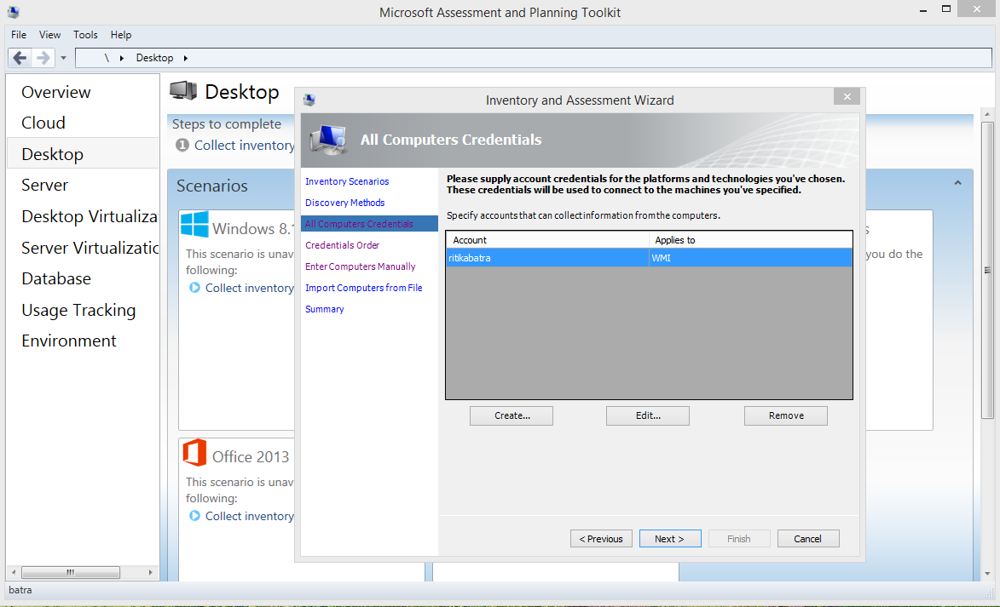 Microsoft Assessment and Planning Toolkit
File View Tools Help
\ Desktop
Overview
Cloud
Desktop
Server
Desktop Virtualiza
Server Virtualizatic
Database
Usage Tracking
Environment
Desktop
Steps to complete
1 Collect inventory
Scenarios
Windows 8.1
This scenario is unav
following:
Collect inventory
Office 2013
This scenario is unav
following:
Collect inventory
s
you do the
Inventory and Assessment Wizard
All Computers Credentials
Inventory Scenarios
Discovery Methods
All Computers Credentials
Credentials Order
Enter Computers Manually
Import Computers from File
Summary
Please supply account credentials for the platforms and technologies you've chosen.
These credentials will be used to connect to the machines you've specified.
Specify accounts that can collect information from the computers.
Account Applies to
ritikabatra WMI
Create... Edit... Remove
< Previous Next > Finish Cancel
batra